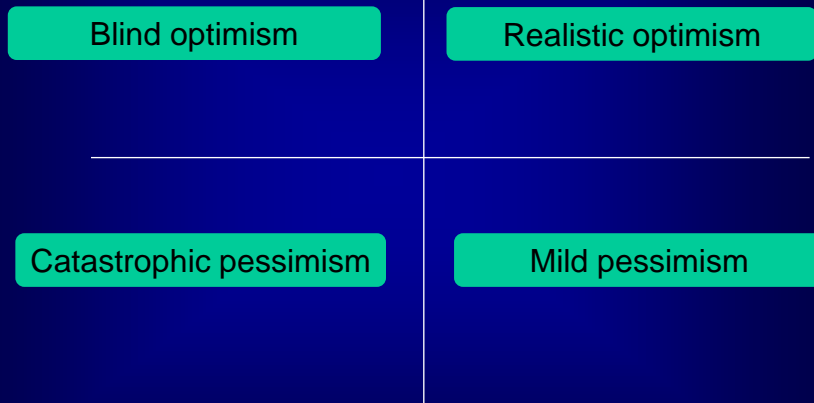 Blind optimism
Realistic optimism
Catastrophic pessimism
Mild pessimism